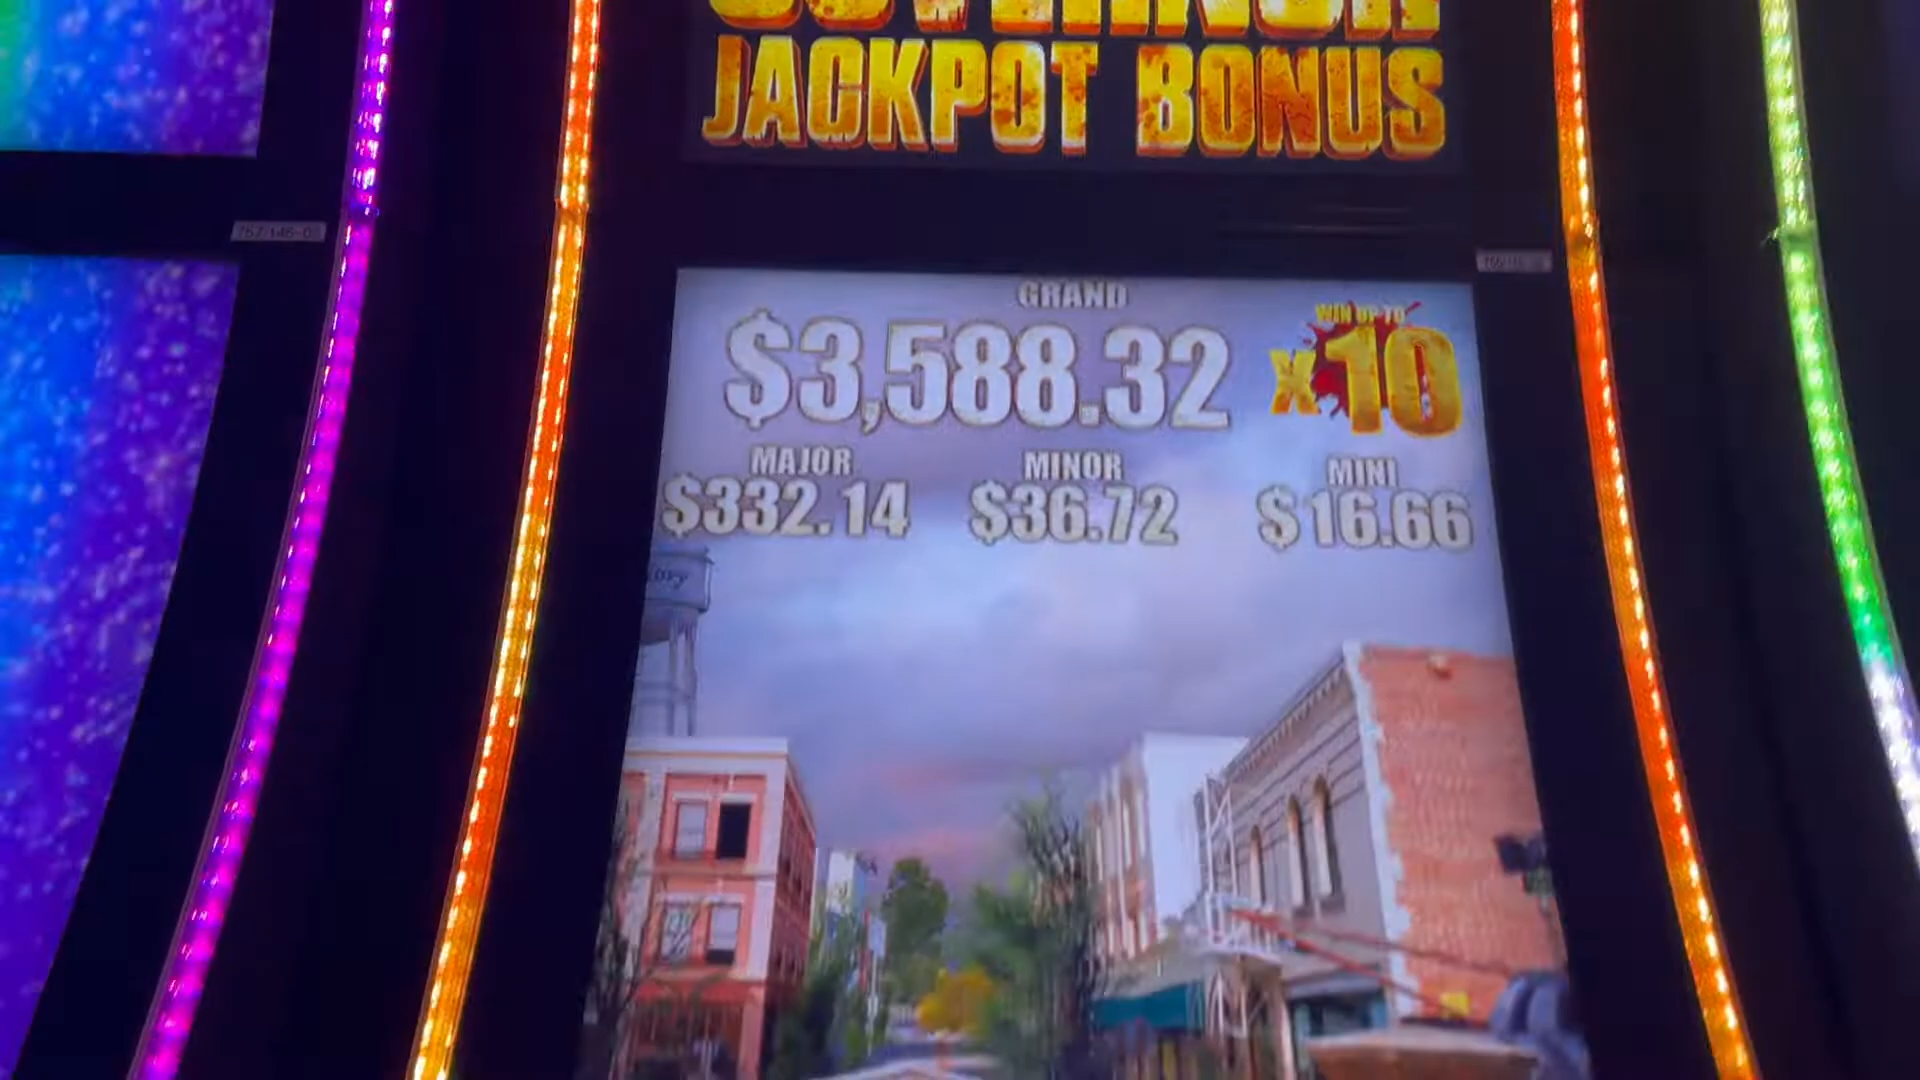 GOVERNOR
JACKPOT BONUS
GRAND
$3,588.32
WIN UP TO
X10
MAJOR
MINOR
MINI
$332.14
$36.72
$16.66